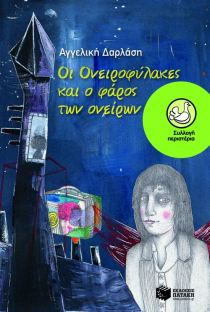 Αγγελική Δαρλάση
Οι Ονειροφύλακες
και ο φάρος
των ονείρων
Συλλογή
περιστέρια
ΕΚΔΟΣΕΙΣ
ΠΑΤΑΚΗ